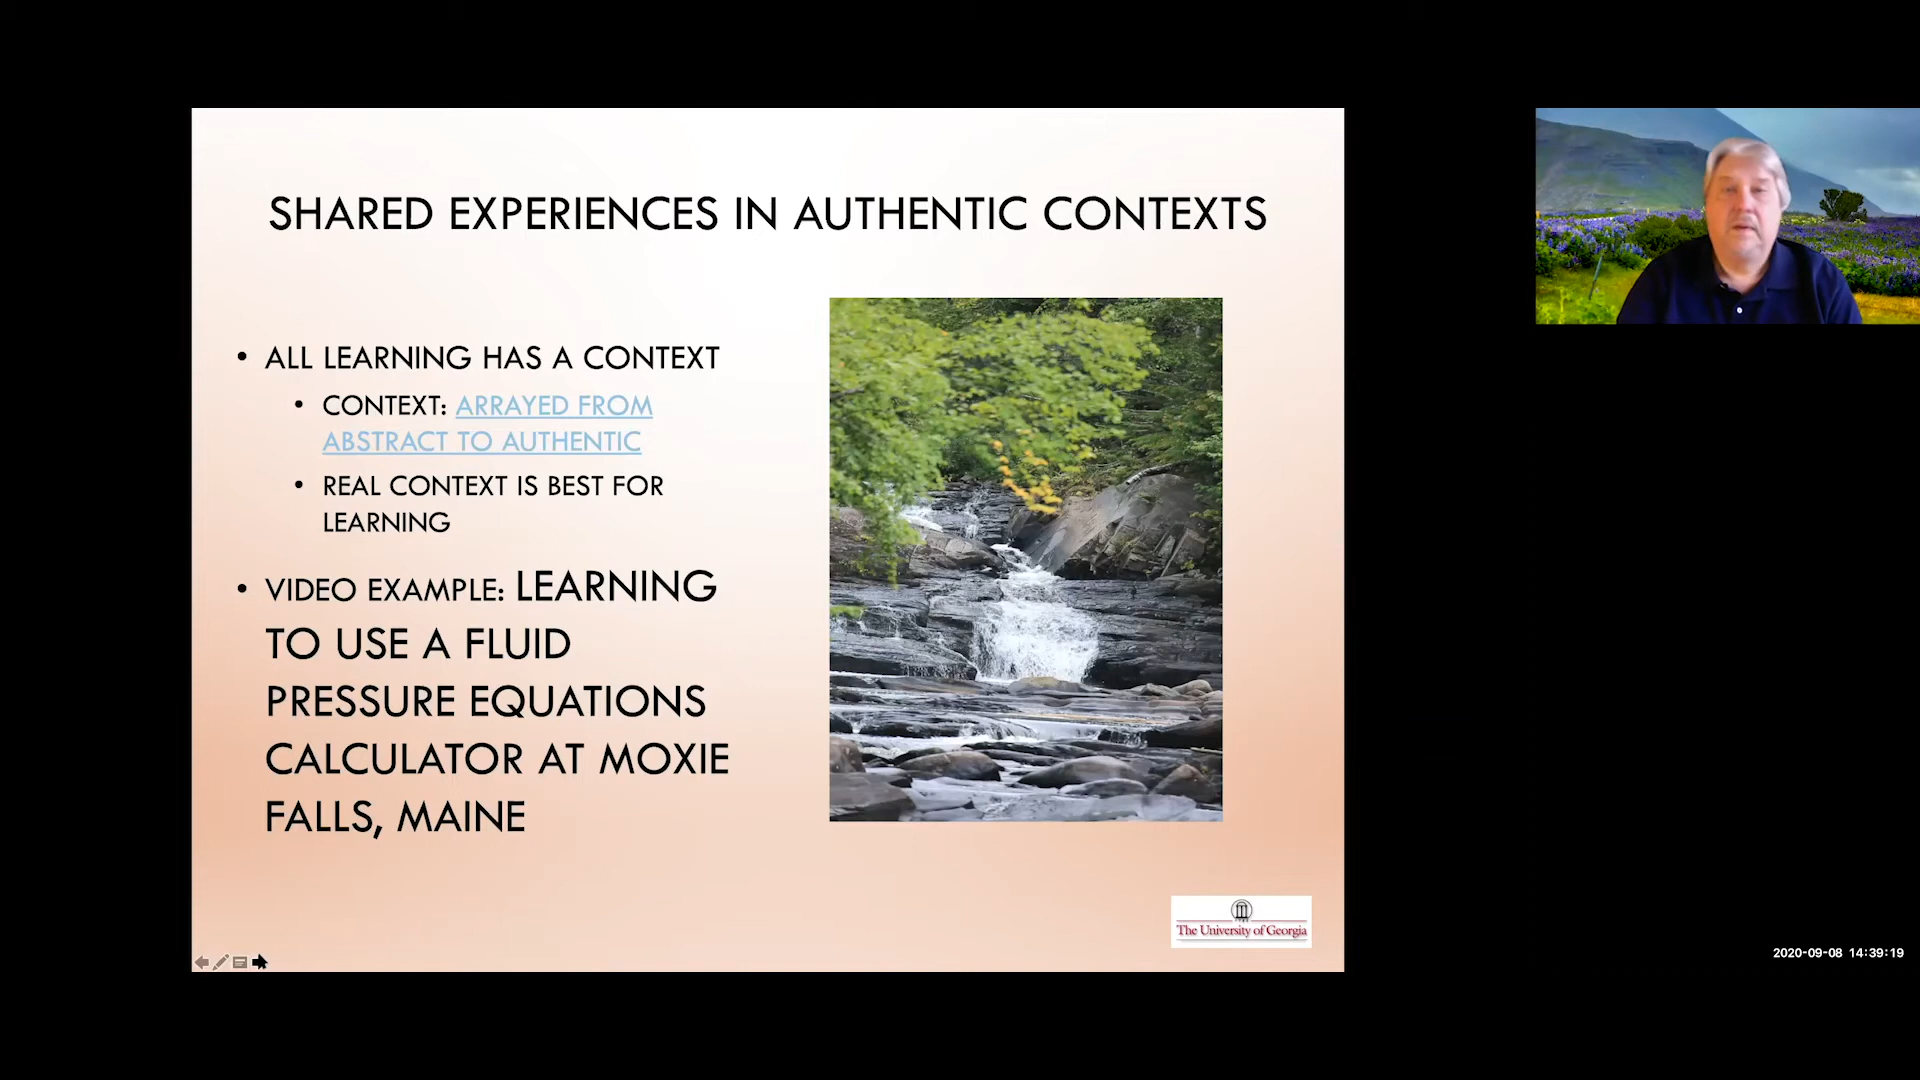 SHARED EXPERIENCES IN AUTHENTIC CONTEXTS
• ALL LEARNING HAS A CONTEXT
• CONTEXT: ARRAYED FROM
ABSTRACT TO AUTHENTIC
• REAL CONTEXT IS BEST FOR
LEARNING
• VIDEO EXAMPLE: LEARNING
TO USE A FLUID
PRESSURE EQUATIONS
CALCULATOR AT MOXIE
FALLS, MAINE
The University of Georgia
2020-09-08 14:39:19